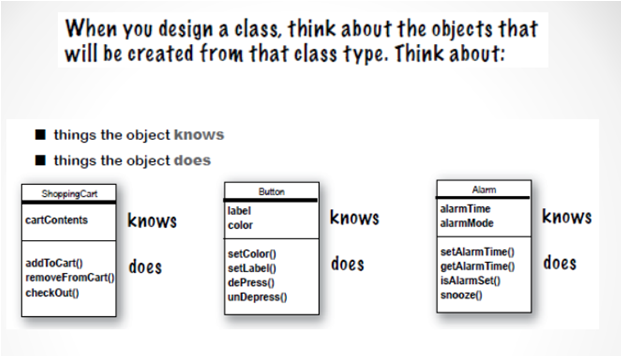 When you design a class, think about the objects that
will be created from that class type. Think about:
■ things the object knows
■ things the object does
ShoppingCart
cartContents
knows
addToCart()
removeFromCart()
checkOut()
does
Button
label
color
knows
setColor()
setLabel()
dePress()
unDepress()
does
Alarm
alarmTime
alarmMode
knows
setAlarmTime()
getAlarmTime()
isAlarmSet()
snooze()
does